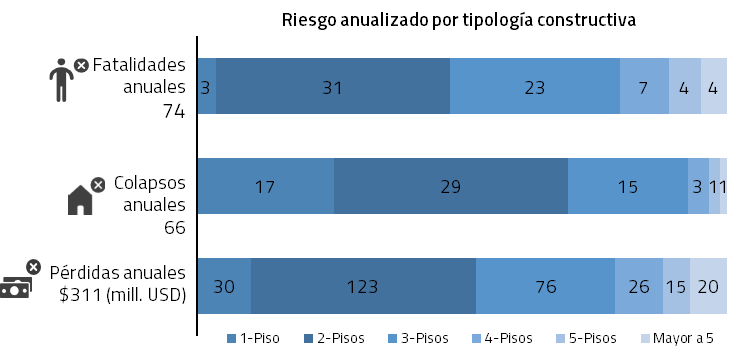 Riesgo anualizado por tipología constructiva
Fatalidades
anuales
74
3 31 23 7 4 4
Colapsos
anuales
66
17 29 15 3 1 1
Pérdidas anuales
$311 (mill. USD)
30 123 76 26 15 20
1-Piso 2-Pisos 3-Pisos 4-Pisos 5-Pisos Mayor a 5